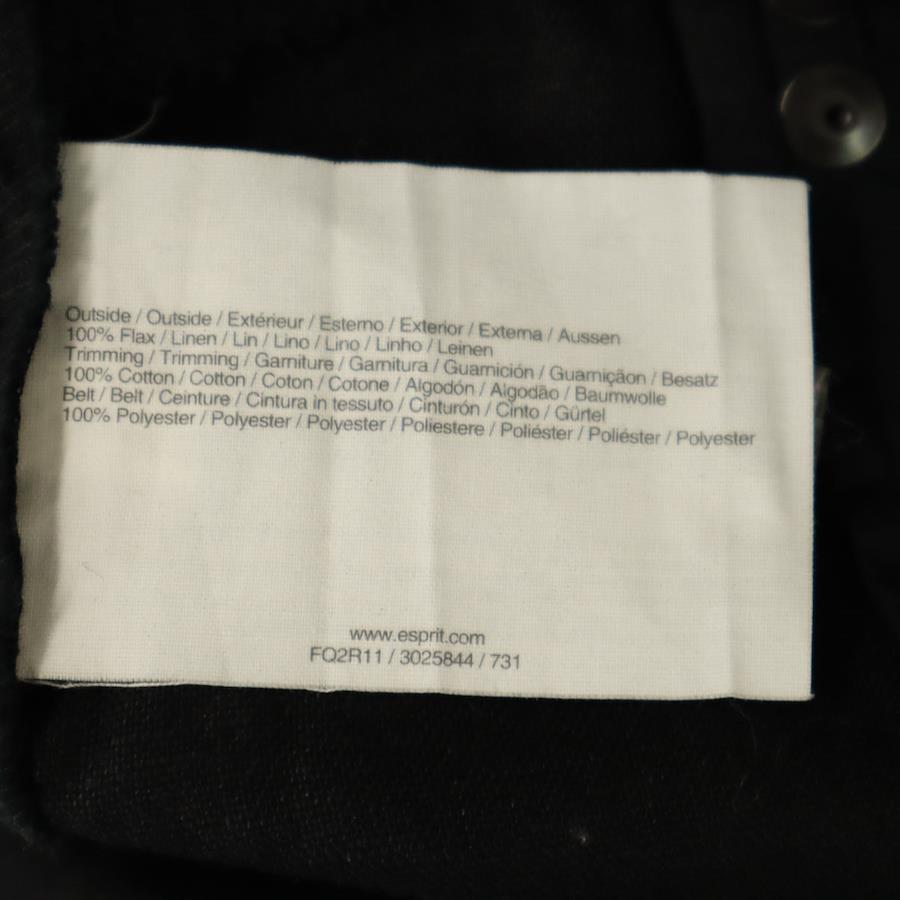 Outside / Outside / Extérieur / Esterno / Exterior / Externa / Aussen
100% Flax / Linen / Lin / Lino / Lino / Linho / Leinen
Trimming / Trimming / Garniture / Garnitura / Guarnición / Guarniçãon / Besatz
100% Cotton / Cotton / Coton / Cotone / Algodón / Algodão / Baumwolle
Belt / Belt / Ceinture / Cintura in tessuto / Cinturón / Cinto / Gürtel
100% Polyester / Polyester / Polyester / Poliestere / Poliéster / Poliéster / Polyester
www.esprit.com
FQ2R11 / 3025844 / 731